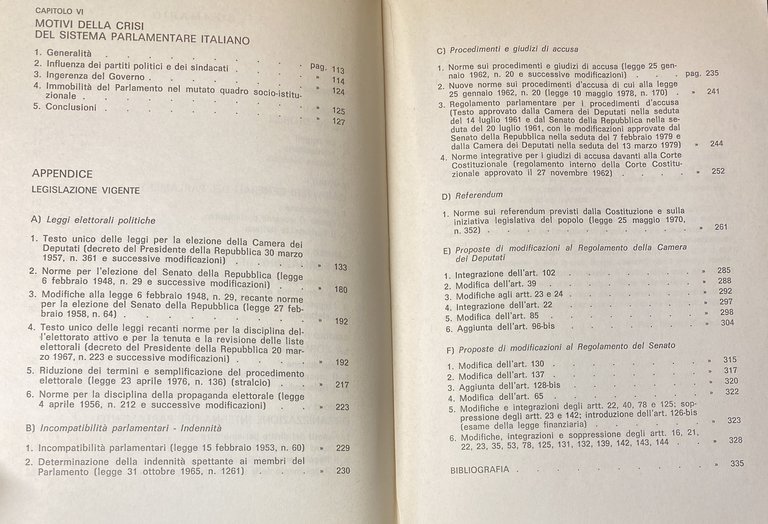 CAPITOLO VI
MOTIVI DELLA CRISI
DEL SISTEMA PARLAMENTARE ITALIANO
1. Generalità . . . . . . . . pag. 113
2. Influenza dei partiti politici e dei sindacati . . . » 114
3. Ingerenza del Governo . . . . . . . » 124
4. Immobilità del Parlamento nel mutato quadro socio-istitu-
zionale . . . . . . . . » 125
5. Conclusioni . . . . . . . . » 127
APPENDICE
LEGISLAZIONE VIGENTE
A) Leggi elettorali politiche
1. Testo unico delle leggi per la elezione della Camera dei
Deputati (decreto del Presidente della Repubblica 30 marzo
1957, n. 361 e successive modificazioni) . . . . » 133
2. Norme per l'elezione del Senato della Repubblica (legge
6 febbraio 1948, n. 29 e successive modificazioni) . . » 180
3. Modifiche alla legge 6 febbraio 1948, n. 29, recante norme
per la elezione del Senato della Repubblica (legge 27 feb-
braio 1958, n. 64) . . . . . . . » 192
4. Testo unico delle leggi recanti norme per la disciplina del-
l'elettorato attivo e per la tenuta e la revisione delle liste
elettorali (decreto del Presidente della Repubblica 20 mar-
zo 1967, n. 223 e successive modificazioni) . . . » 192
5. Riduzione dei termini e semplificazione del procedimento
elettorale (legge 23 aprile 1976, n. 136) (stralcio) . . » 217
6. Norme per la disciplina della propaganda elettorale (legge
4 aprile 1956, n. 212 e successive modificazioni) . . » 223
B) Incompatibilità parlamentari - Indennità
1. Incompatibilità parlamentari (legge 15 febbraio 1953, n. 60) » 229
2. Determinazione della indennità spettante ai membri del
Parlamento (legge 31 ottobre 1965, n. 1261) . . . » 230
C) Procedimenti e giudizi di accusa
1. Norme sui procedimenti e giudizi di accusa (legge 25 gen-
naio 1962, n. 20 e successive modificazioni) . . . pag. 235
2. Nuove norme sui procedimenti d'accusa di cui alla legge
25 gennaio 1962, n. 20 (legge 10 maggio 1978, n. 170) . » 241
3. Regolamento parlamentare per i procedimenti d'accusa
(Testo approvato dalla Camera dei Deputati nella seduta
del 14 luglio 1961 e dal Senato della Repubblica nella se-
duta del 20 luglio 1961, con le modificazioni approvate dal
Senato della Repubblica nella seduta del 7 febbraio 1979 e
dalla Camera dei Deputati nella seduta del 13 marzo 1979) » 244
4. Norme integrative per i giudizi di accusa davanti alla Corte
Costituzionale (regolamento interno della Corte Costitu-
zionale approvato il 27 novembre 1962) . . . . » 252
D) Referendum
1. Norme sui referendum previsti dalla Costituzione e sulla
iniziativa legislativa del popolo (legge 25 maggio 1970,
n. 352) . . . . . . . . » 261
E) Proposte di modificazioni al Regolamento della Camera
dei Deputati
1. Integrazione dell'art. 102 . . . . . . » 285
2. Modifica dell'art. 39 . . . . . . » 288
3. Modifiche agli artt. 23 e 24 . . . . . . » 292
4. Integrazione dell'art. 22 . . . . . . » 297
5. Modifica dell'art. 85 . . . . . . » 298
6. Aggiunta dell'art. 96-bis . . . . . . » 304
F) Proposte di modificazioni al Regolamento del Senato
1. Modifica dell'art. 130 . . . . . . » 315
2. Modifica dell'art. 137 . . . . . . » 317
3. Aggiunta dell'art. 128-bis . . . . . . » 320
4. Modifica dell'art. 65 . . . . . . » 322
5. Modifiche e integrazioni degli artt. 22, 40, 78 e 125; sop-
pressione degli artt. 23 e 142; introduzione dell'art. 126-bis
(esame della legge finanziaria) . . . . . » 323
6. Modifiche, integrazioni e soppressione degli artt. 16, 21,
22, 23, 35, 53, 78, 125, 131, 132, 139, 142, 143, 144 . . » 328
BIBLIOGRAFIA . . . . . . . . » 335